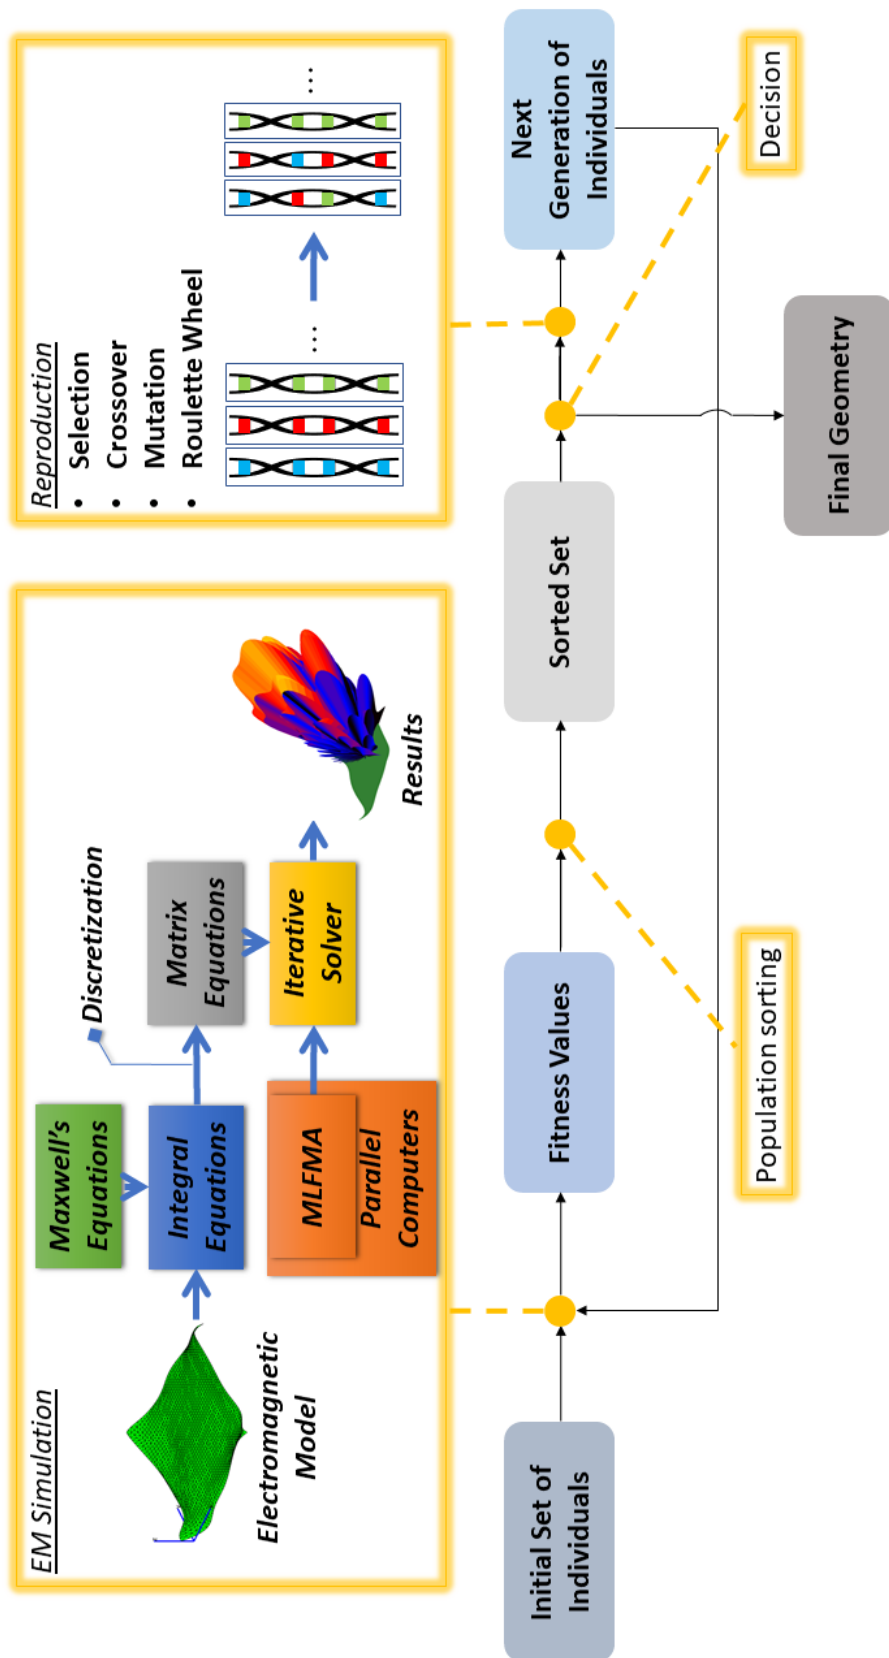 EM Simulation
Maxwell's
Equations
Discretization
Integral
Equations
Matrix
Equations
Electromagnetic
Model
MLFMA
Parallel
Computers
Iterative
Solver
Results
Reproduction
• Selection
• Crossover
• Mutation
• Roulette Wheel
...
...
Initial Set of
Individuals
Fitness Values
Sorted Set
Next
Generation of
Individuals
Population sorting
Decision
Final Geometry